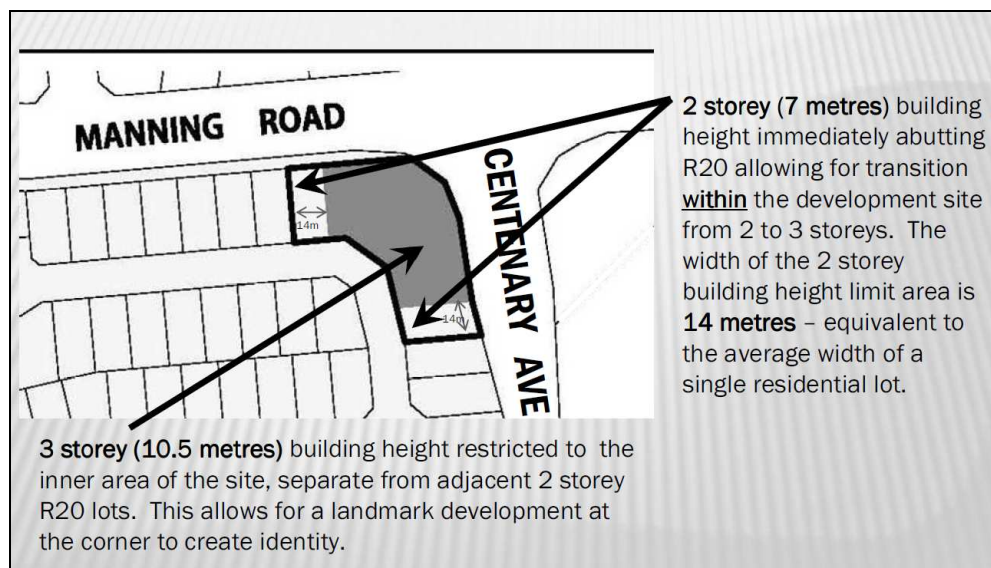 MANNING ROAD
CENTENARY AVE
14m
14m
2 storey (7 metres) building
height immediately abutting
R20 allowing for transition
within the development site
from 2 to 3 storeys. The
width of the 2 storey
building height limit area is
14 metres – equivalent to
the average width of a
single residential lot.
3 storey (10.5 metres) building height restricted to the
inner area of the site, separate from adjacent 2 storey
R20 lots. This allows for a landmark development at
the corner to create identity.